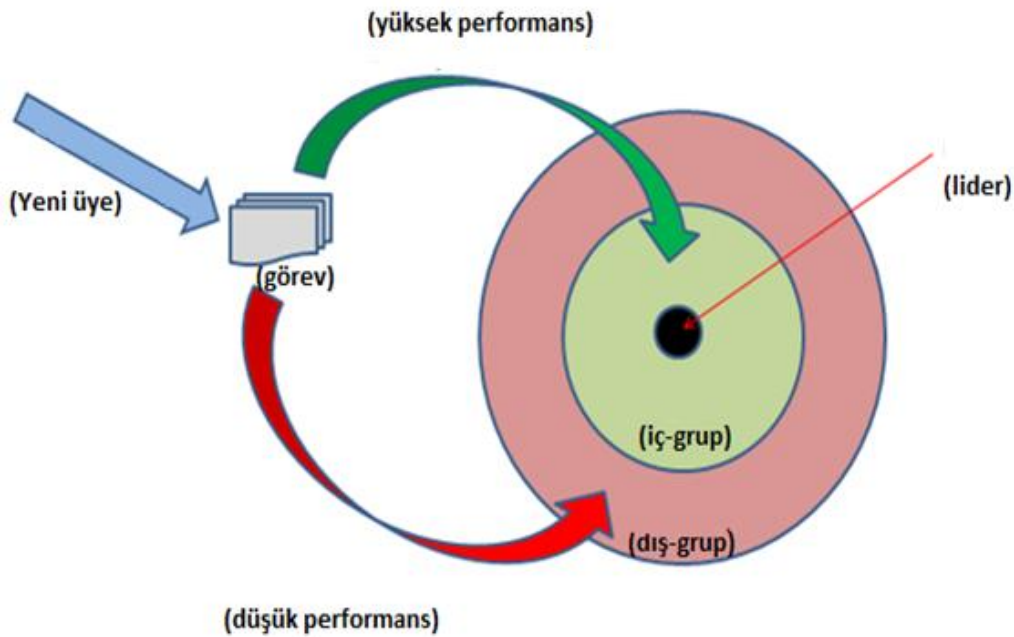 (yüksek performans)
(Yeni üye)
(lider)
(görev)
(iç-grup)
(dış-grup)
(düşük performans)